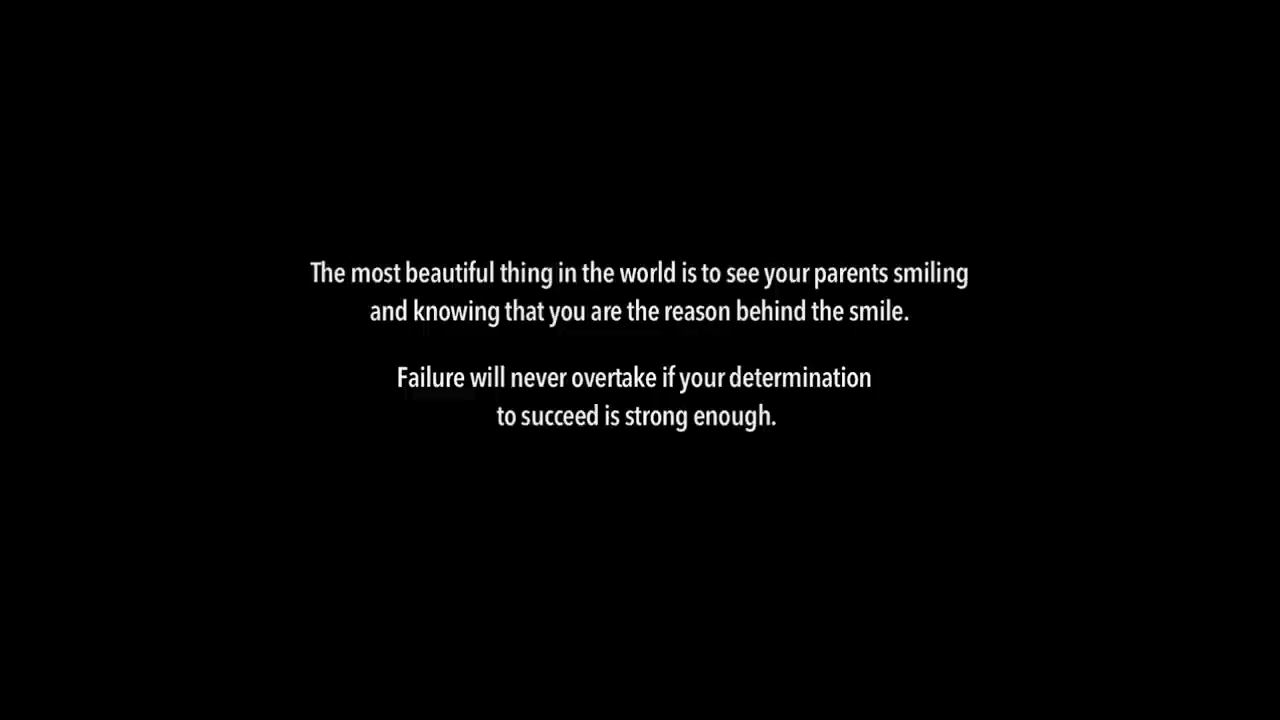 The most beautiful thing in the world is to see your parents smiling
and knowing that you are the reason behind the smile.
Failure will never overtake if your determination
to succeed is strong enough.